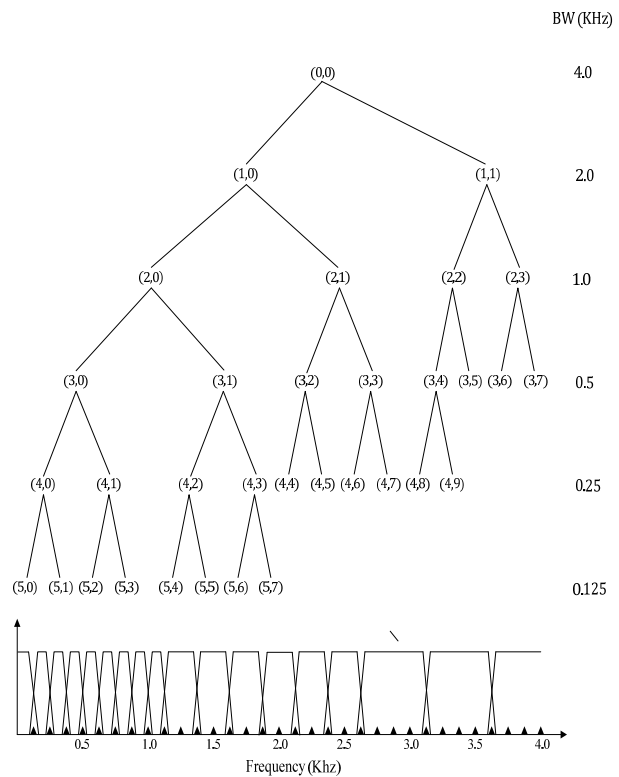 BW (KHz)
(0,0) 4.0
(1,0) (1,1) 2.0
(2,0) (2,1) (2,2) (2,3) 1.0
(3,0) (3,1) (3,2) (3,3) (3,4) (3,5) (3,6) (3,7) 0.5
(4,0) (4,1) (4,2) (4,3) (4,4) (4,5) (4,6) (4,7) (4,8) (4,9) 0.25
(5,0) (5,1) (5,2) (5,3) (5,4) (5,5) (5,6) (5,7) 0.125
0.5 1.0 1.5 2.0 2.5 3.0 3.5 4.0
Frequency (Khz)